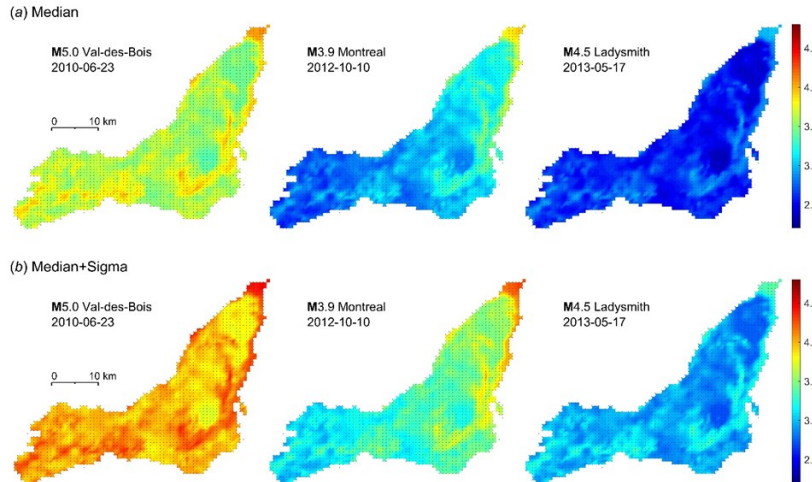 (a) Median
M5.0 Val-des-Bois
2010-06-23
0 10 km
M3.9 Montreal
2012-10-10
M4.5 Ladysmith
2013-05-17
(b) Median+Sigma
M5.0 Val-des-Bois
2010-06-23
0 10 km
M3.9 Montreal
2012-10-10
M4.5 Ladysmith
2013-05-17